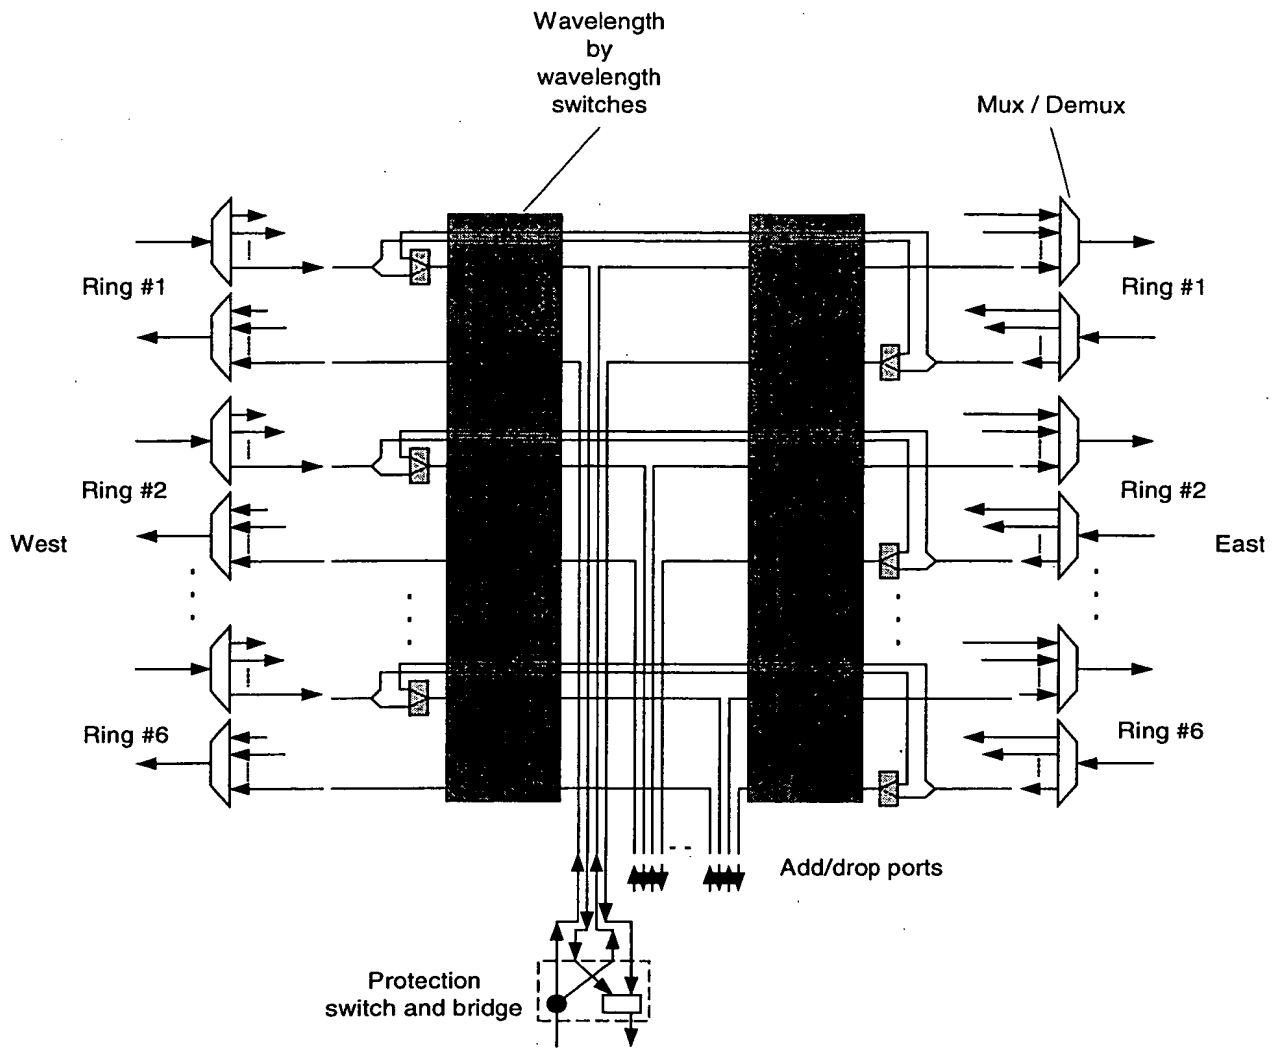 Wavelength
by
wavelength
switches
Mux / Demux
Ring #1
Ring #1
Ring #2
Ring #2
West
East
Ring #6
Ring #6
Add/drop ports
Protection
switch and bridge